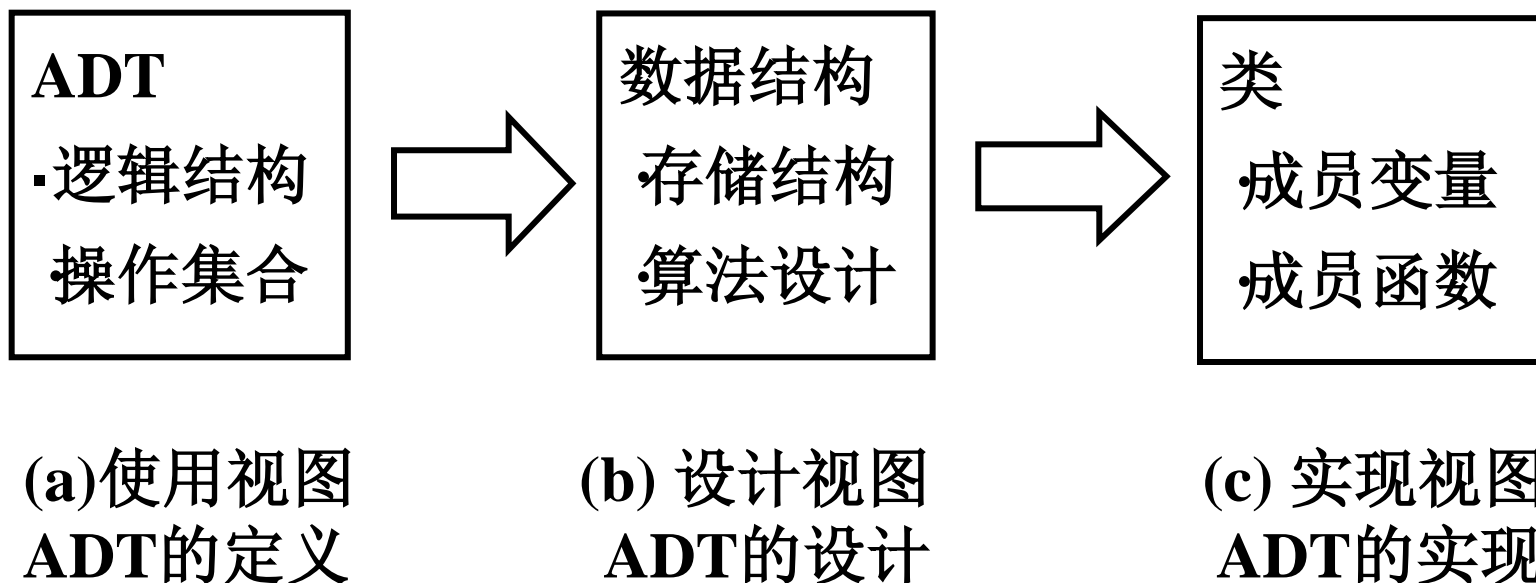 ADT
·逻辑结构
·操作集合
数据结构
·存储结构
·算法设计
类
·成员变量
·成员函数
(a)使用视图
ADT的定义
(b) 设计视图
ADT的设计
(c) 实现视图
ADT的实现